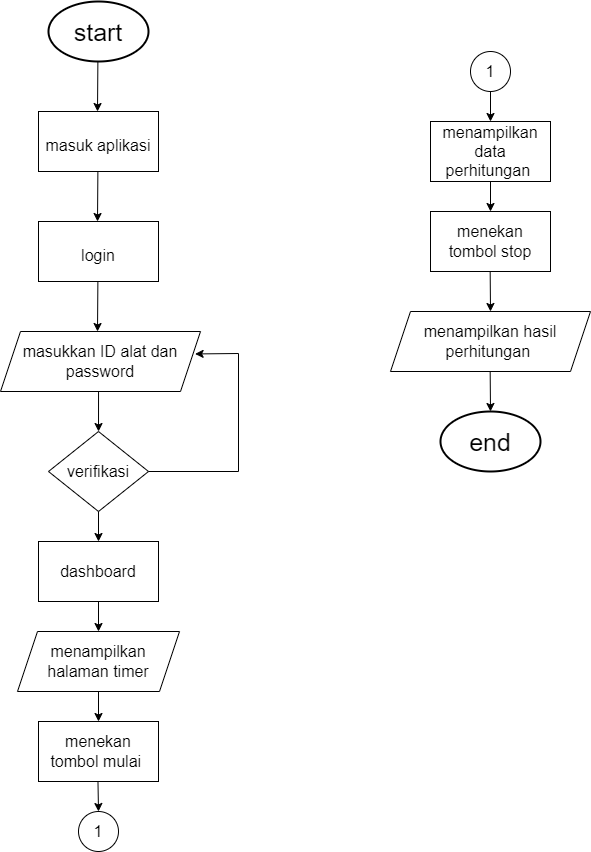 start
masuk aplikasi
login
masukkan ID alat dan
password
verifikasi
dashboard
menampilkan
halaman timer
menekan
tombol mulai
1
1
menampilkan
data
perhitungan
menekan
tombol stop
menampilkan hasil
perhitungan
end